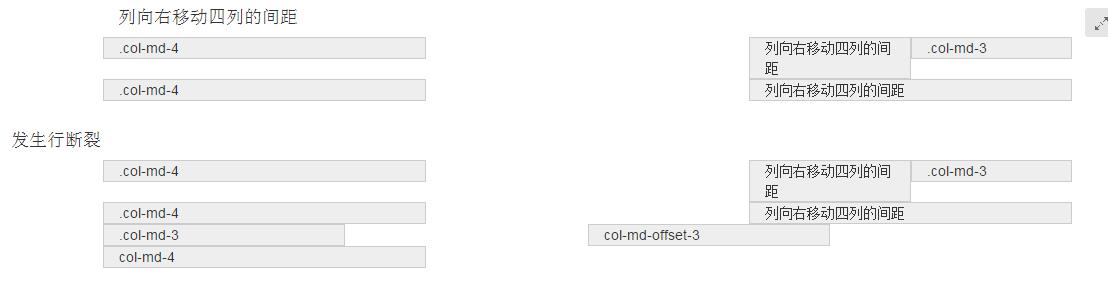 列向右移动四列的间距
.col-md-4
列向右移动四列的间
距
.col-md-3
.col-md-4
列向右移动四列的间距
发生行断裂
.col-md-4
列向右移动四列的间
距
.col-md-3
.col-md-4
列向右移动四列的间距
.col-md-3
col-md-offset-3
col-md-4